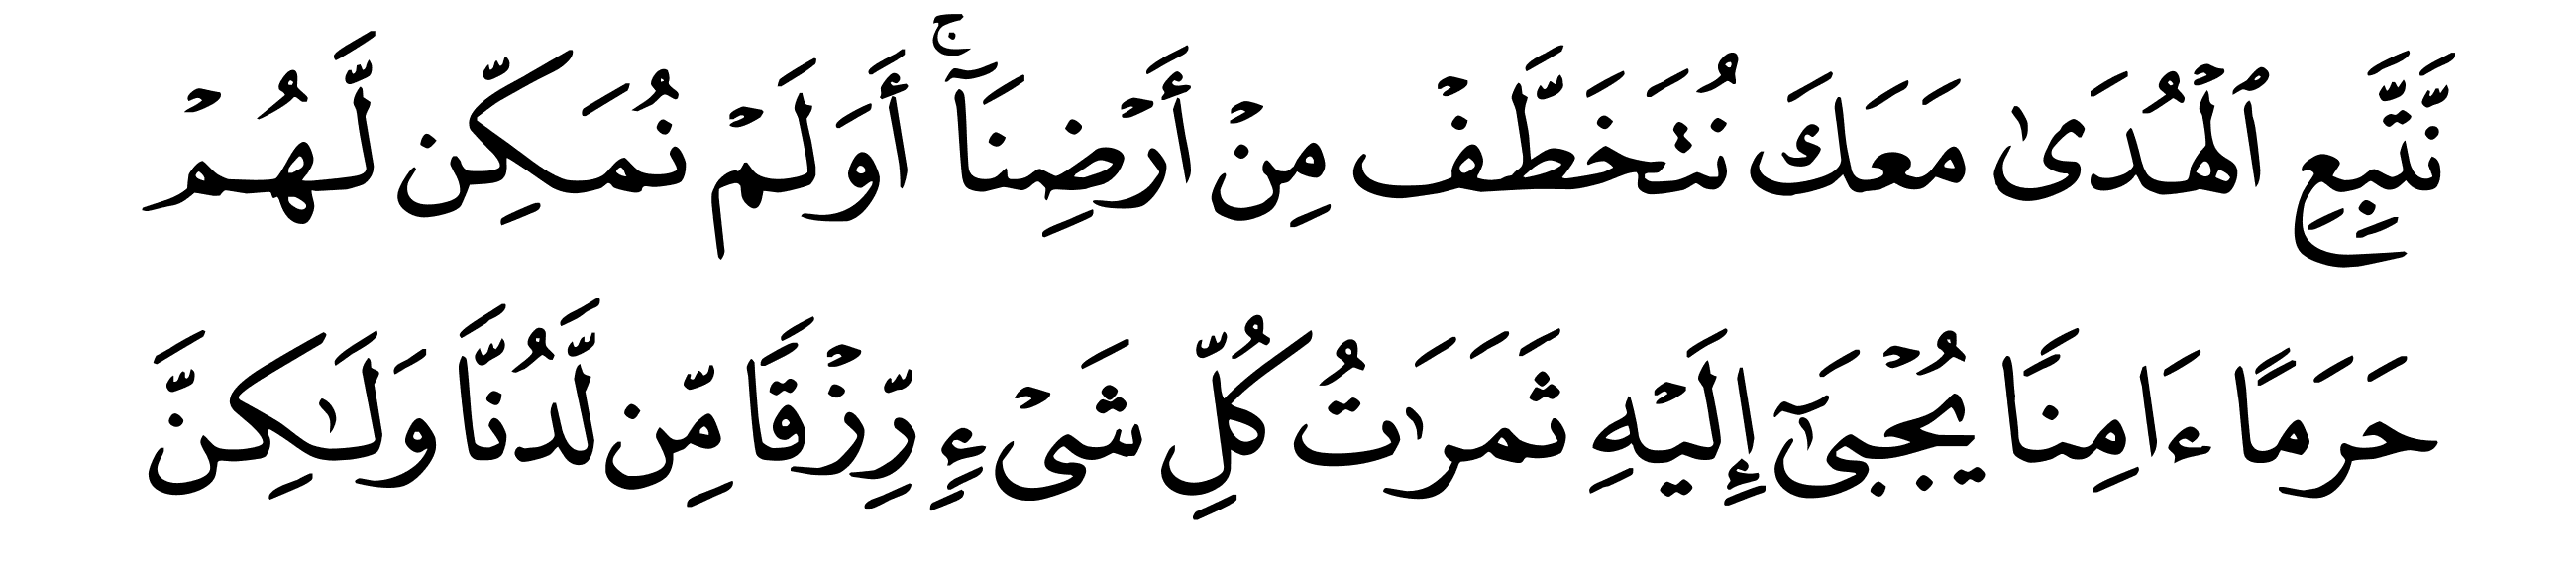 نَّتَّبِعِ ٱلۡهُدَىٰ مَعَكَ نُتَخَطَّفۡ مِنۡ أَرۡضِنَآۚ أَوَلَمۡ نُمَكِّن لَّهُمۡ
حَرَمًا ءَامِنَٗا يُجۡبَىٰٓ إِلَيۡهِ ثَمَرَٰتُ كُلِّ شَيۡءٖ رِّزۡقٗا مِّن لَّدُنَّا وَلَٰكِنَّ